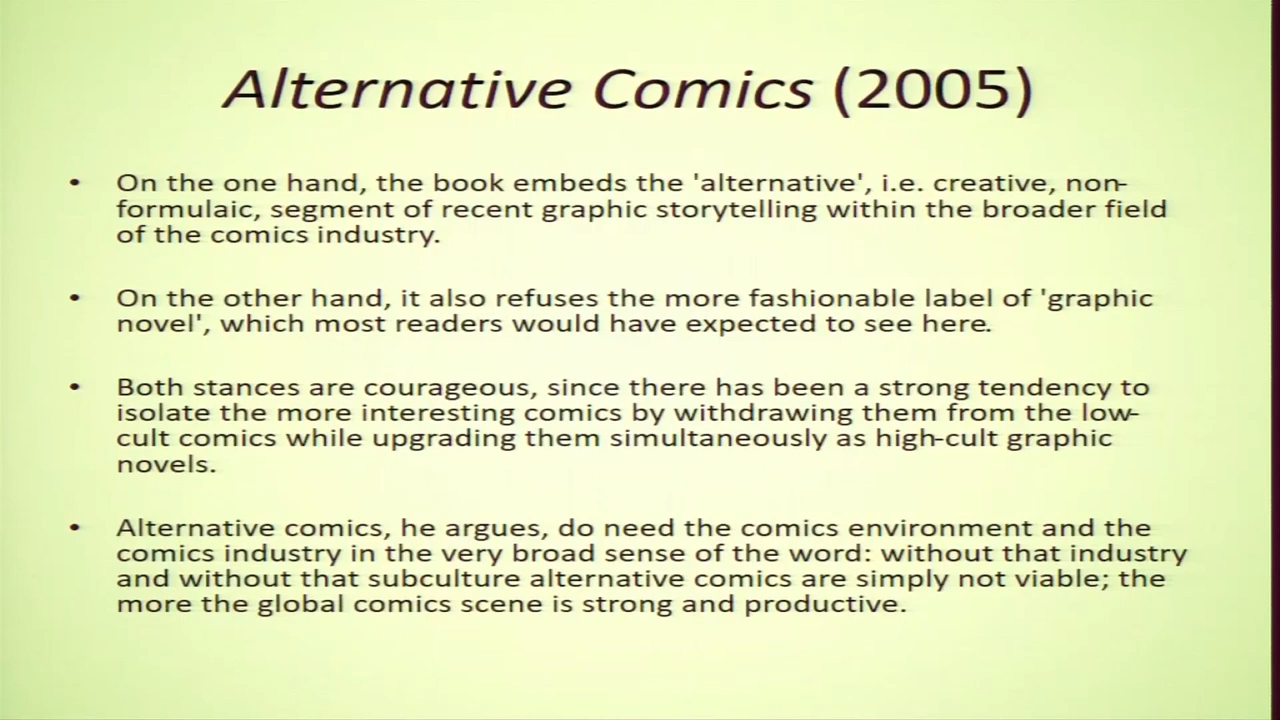 Alternative Comics (2005)
• On the one hand, the book embeds the 'alternative', i.e. creative, non-
formulaic, segment of recent graphic storytelling within the broader field
of the comics industry.
• On the other hand, it also refuses the more fashionable label of 'graphic
novel', which most readers would have expected to see here.
• Both stances are courageous, since there has been a strong tendency to
isolate the more interesting comics by withdrawing them from the low-
cult comics while upgrading them simultaneously as high-cult graphic
novels.
• Alternative comics, he argues, do need the comics environment and the
comics industry in the very broad sense of the word: without that industry
and without that subculture alternative comics are simply not viable; the
more the global comics scene is strong and productive.